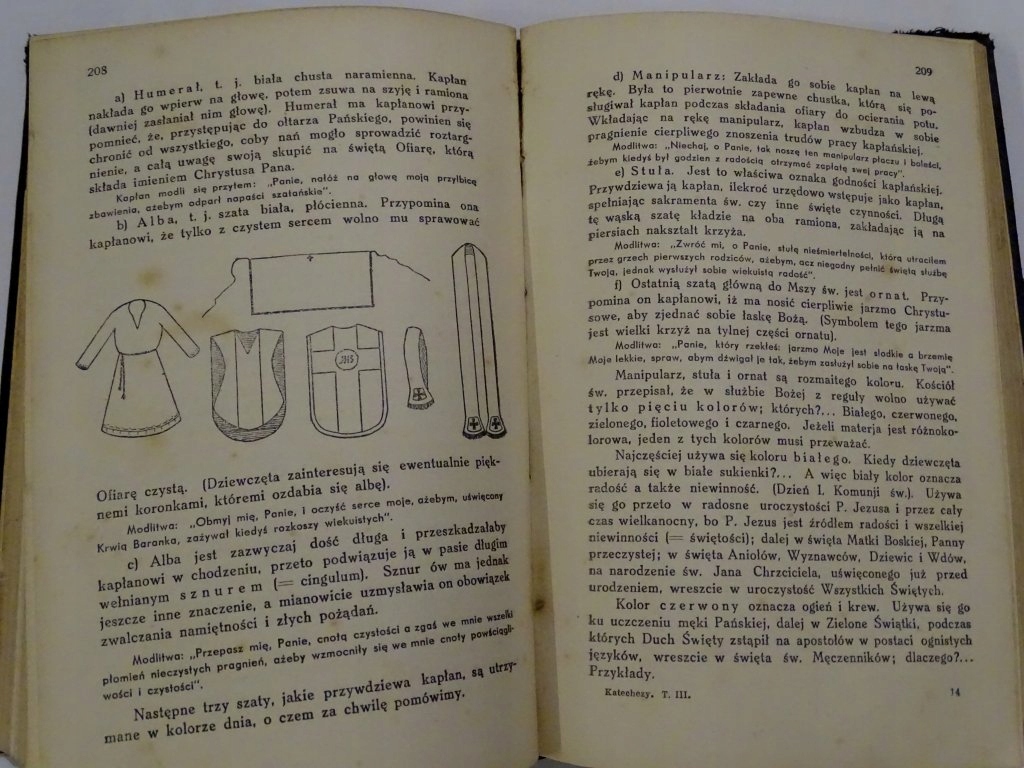 208
a) Humerał, t. j. biała chusta naramienna. Kapłan
nakłada go wpierw na głowę, potem zsuwa na szyję i ramiona
(dawniej zasłaniał nim głowę). Humerał ma kapłanowi przy-
pomnieć, że, przystępując do ołtarza Pańskiego, powinien się
chronić od wszystkiego, coby nań mogło sprowadzić roztarg-
nienie, a całą uwagę swoją skupić na świętą Ofiarę, którą
składa imieniem Chrystusa Pana.
Kapłan modli się przytem: „Panie, nałóż na głowę moją przyłbicę
zbawienia, ażebym odparł napaści szatańskie".
b) Alba, t. j. szata biała, płócienna. Przypomina ona
kapłanowi, że tylko z czystem sercem wolno mu sprawować
JHS
Ofiarę czystą. (Dziewczęta zainteresują się ewentualnie pięk-
nemi koronkami, któremi ozdabia się albę).
Modlitwa: „Obmyj mię, Panie, i oczyść serce moje, ażebym, uświęcony
Krwią Baranka, zażywał kiedyś rozkoszy wiekuistych".
c) Alba jest zazwyczaj dość długa i przeszkadzałaby
kapłanowi w chodzeniu, przeto podwiązuje ją w pasie długim
wełnianym sznurem (= cingulum). Sznur ów ma jednak
jeszcze inne znaczenie, a mianowicie uzmysławia on obowiązek
zwalczania namiętności i złych pożądań.
Modlitwa: „Przepasz mię, Panie, cnotą czystości a zgaś we mnie wszelki
płomień nieczystych pragnień, ażeby wzmocniły się we mnie cnoty powściągli-
wości i czystości".
Następne trzy szaty, jakie przywdziewa kapłan, są utrzy-
mane w kolorze dnia, o czem za chwilę pomówimy.
209
d) Manipularz: Zakłada go sobie kapłan na lewą
rękę. Była to pierwotnie zapewne chustka, którą się po-
sługiwał kapłan podczas składania ofiary do ocierania potu.
Wkładając na rękę manipularz, kapłan wzbudza w sobie
pragnienie cierpliwego znoszenia trudów pracy kapłańskiej.
Modlitwa: „Niechaj, o Panie, tak noszę ten manipularz płaczu i boleści,
żebym kiedyś był godzien z radością otrzymać zapłatę swej pracy".
e) Stuła. Jest to właściwa oznaka godności kapłańskiej.
Przywdziewa ją kapłan, ilekroć urzędowo wstępuje jako kapłan,
spełniając sakramenta św. czy inne święte czynności. Długą
tę wąską szatę kładzie na oba ramiona, zakładając ją na
piersiach nakształt krzyża.
Modlitwa: „Zwróć mi, o Panie, stułę nieśmiertelności, którą utraciłem
przez grzech pierwszych rodziców, ażebym, acz niegodny pełnić świętą służbę
Twoją, jednak wysłużył sobie wiekuistą radość".
f) Ostatnią szatą główną do Mszy św. jest ornat. Przy-
pomina on kapłanowi, iż ma nosić cierpliwie jarzmo Chrystu-
sowe, aby zjednać sobie łaskę Bożą. (Symbolem tego jarzma
jest wielki krzyż na tylnej części ornatu).
Modlitwa: „Panie, który rzekłeś: jarzmo Moje jest słodkie a brzemię
Moje lekkie, spraw, abym dźwigał je tak, żebym zasłużył sobie na łaskę Twoją".
Manipularz, stuła i ornat są rozmaitego koloru. Kościół
św. przepisał, że w służbie Bożej z reguły wolno używać
tylko pięciu kolorów; których?... Białego, czerwonego,
zielonego, fioletowego i czarnego. Jeżeli materja jest różnoko-
lorowa, jeden z tych kolorów musi przeważać.
Najczęściej używa się koloru białego. Kiedy dziewczęta
ubierają się w białe sukienki?... A więc biały kolor oznacza
radość a także niewinność. (Dzień I. Komunji św.). Używa
się go przeto w radosne uroczystości P. Jezusa i przez cały
czas wielkanocny, bo P. Jezus jest źródłem radości i wszelkiej
niewinności (= świętości); dalej w święta Matki Boskiej, Panny
przeczystej; w święta Aniołów, Wyznawców, Dziewic i Wdów,
na narodzenie św. Jana Chrzciciela, uświęconego już przed
urodzeniem, wreszcie w uroczystość Wszystkich Świętych.
Kolor czerwony oznacza ogień i krew. Używa się go
ku uczczeniu męki Pańskiej, dalej w Zielone Świątki, podczas
których Duch Święty zstąpił na apostołów w postaci ognistych
języków, wreszcie w święta św. Męczenników; dlaczego?...
Przykłady.
Katechezy. T. III.
14